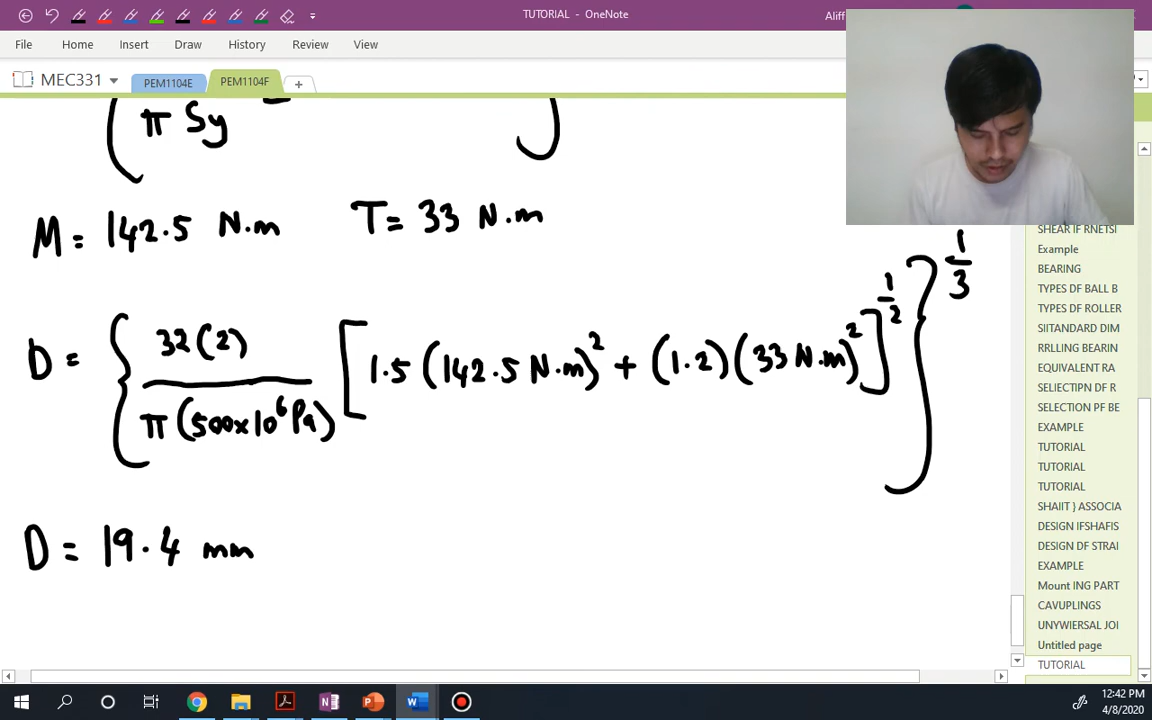 TUTORIAL - OneNote
Aliff
File Home Insert Draw History Review View
MEC331 PEM1104E PEM1104F
π Sy
M = 142.5 N.m T = 33 N.m
D = { 32(2) / π(500x10⁶Pa) [1.5(142.5 N.m)² + (1.2)(33 N.m)²]^1/2 }^1/3
D = 19.4 mm
SHEAR IF RNETSI
Example
BEARING
TYPES DF BALL B
TYPES DF ROLLER
SIITANDARD DIM
RRLLING BEARIN
EQUIVALENT RA
SELIECTIPN DF R
SELECTION PF BE
EXAMPLE
TUTORIAL
TUTORIAL
TUTORIAL
SHAIIT } ASSOCIA
DESIGN IFSHAFIS
DESIGN DF STRAI
EXAMPLE
Mount ING PART
CAVUPLINGS
UNYWIERSAL JOI
Untitled page
TUTORIAL
12:42 PM
4/8/2020